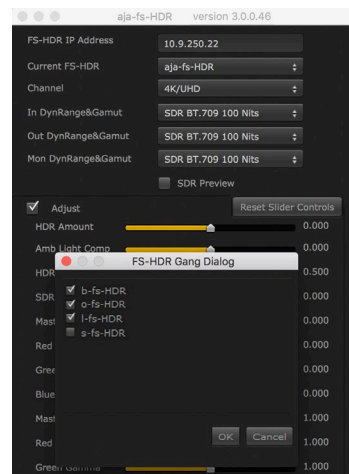 aja-fs-HDR version 3.0.0.46
FS-HDR IP Address 10.9.250.22
Current FS-HDR aja-fs-HDR
Channel 4K/UHD
In DynRange&Gamut SDR BT.709 100 Nits
Out DynRange&Gamut SDR BT.709 100 Nits
Mon DynRange&Gamut SDR BT.709 100 Nits
SDR Preview
Adjust Reset Slider Controls
HDR Amount 0.000
Amb Light Comp 0.000
FS-HDR Gang Dialog
HDR 0.500
b-fs-HDR
SDR 0.000
o-fs-HDR
l-fs-HDR
Mast 0.000
s-fs-HDR
Red 0.000
Gree 0.000
Blue 0.000
Mast 1.000
Red OK Cancel 1.000
Green Gamma 1.000